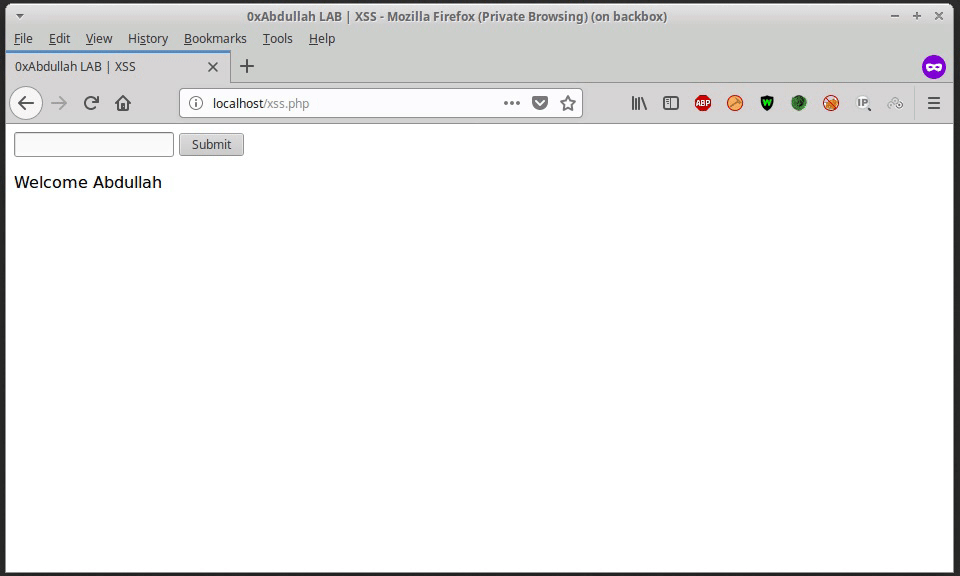 0xAbdullah LAB | XSS - Mozilla Firefox (Private Browsing) (on backbox)
File Edit View History Bookmarks Tools Help
0xAbdullah LAB | XSS
localhost/xss.php
ABP
W
IP
Submit
Welcome Abdullah